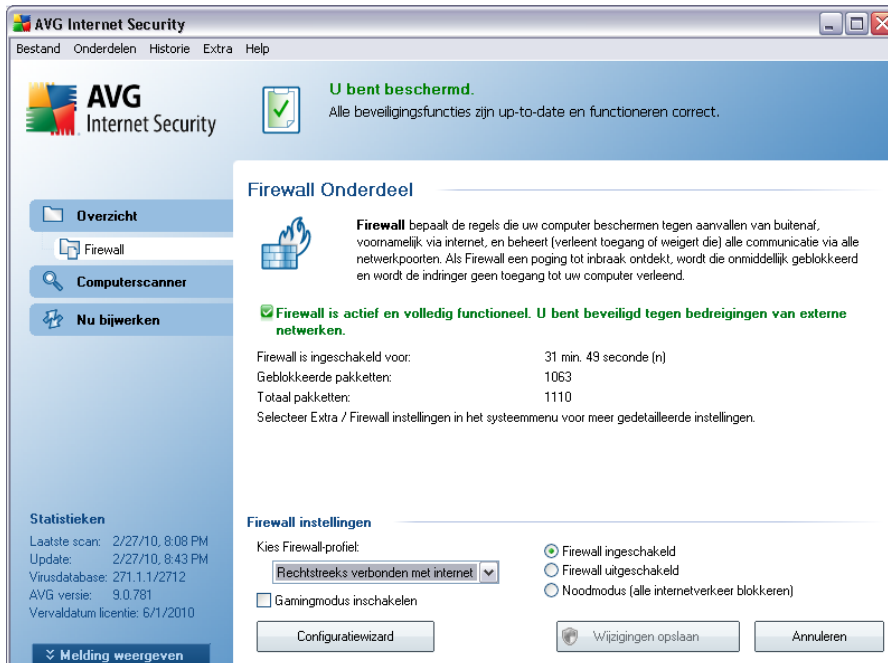 AVG Internet Security
Bestand Onderdelen Historie Extra Help
AVG
Internet Security
U bent beschermd.
Alle beveiligingsfuncties zijn up-to-date en functioneren correct.
Overzicht
Firewall
Computerscanner
Nu bijwerken
Firewall Onderdeel
Firewall bepaalt de regels die uw computer beschermen tegen aanvallen van buitenaf,
voornamelijk via internet, en beheert (verleent toegang of weigert die) alle communicatie via alle
netwerkpoorten. Als Firewall een poging tot inbraak ontdekt, wordt die onmiddellijk geblokkeerd
en wordt de indringer geen toegang tot uw computer verleend.
Firewall is actief en volledig functioneel. U bent beveiligd tegen bedreigingen van externe
netwerken.
Firewall is ingeschakeld voor: 31 min. 49 seconde (n)
Geblokkeerde pakketten: 1063
Totaal pakketten: 1110
Selecteer Extra / Firewall instellingen in het systeemmenu voor meer gedetailleerde instellingen.
Statistieken
Laatste scan: 2/27/10, 8:08 PM
Update: 2/27/10, 8:43 PM
Virusdatabase: 271.1.1/2712
AVG versie: 9.0.781
Vervaldatum licentie: 6/1/2010
Melding weergeven
Firewall instellingen
Kies Firewall-profiel:
Rechtstreeks verbonden met internet
Gamingmodus inschakelen
Firewall ingeschakeld
Firewall uitgeschakeld
Noodmodus (alle internetverkeer blokkeren)
Configuratiewizard
Wijzigingen opslaan
Annuleren